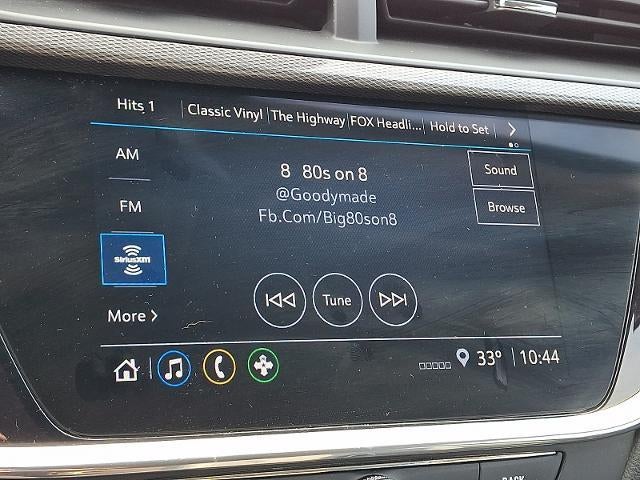 Hits 1 Classic Vinyl The Highway FOX Headli... Hold to Set
AM
8 80s on 8
Sound
@Goodymade
FM
Browse
Fb.Com/Big80son8
SiriusXM
Tune
More
33° 10:44
BACK